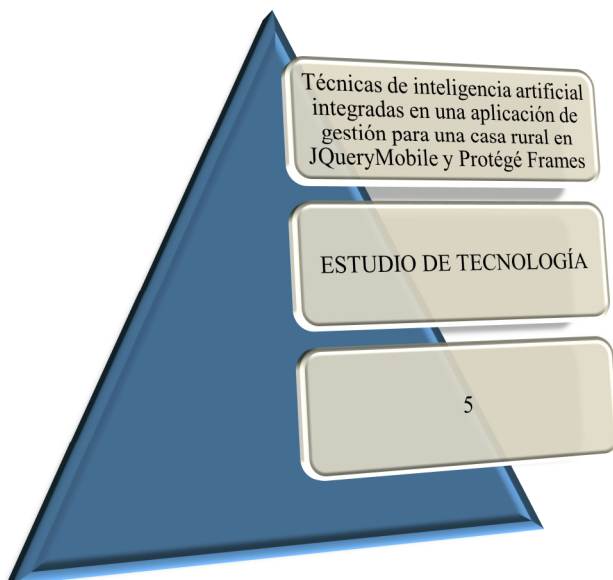 Técnicas de inteligencia artificial
integradas en una aplicación de
gestión para una casa rural en
JQueryMobile y Protégé Frames
ESTUDIO DE TECNOLOGÍA
5